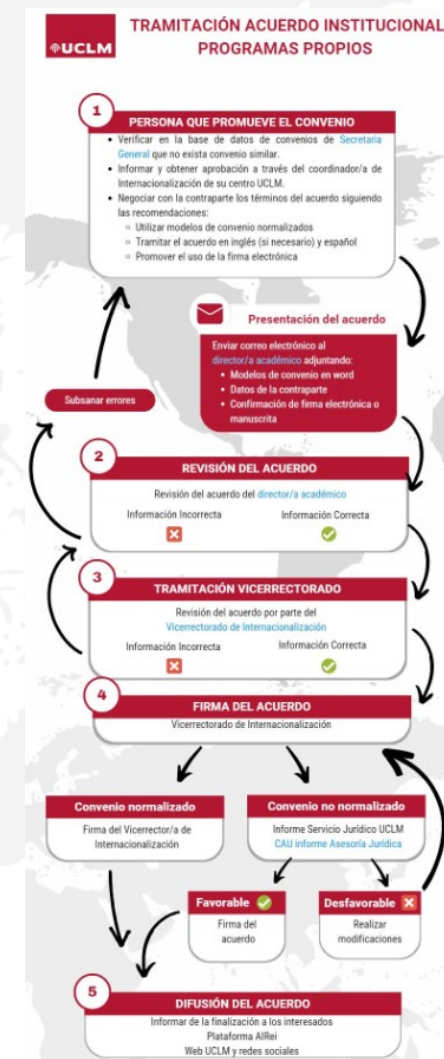 UCLM
TRAMITACIÓN ACUERDO INSTITUCIONAL
PROGRAMAS PROPIOS
1
PERSONA QUE PROMUEVE EL CONVENIO
• Verificar en la base de datos de convenios de Secretaria
General que no exista convenio similar.
• Informar y obtener aprobación a través del coordinador/a de
Internacionalización de su centro UCLM.
• Negociar con la contraparte los términos del acuerdo siguiendo
las recomendaciones:
○ Utilizar modelos de convenio normalizados
○ Tramitar el acuerdo en inglés (si necesario) y español
○ Promover el uso de la firma electrónica
Presentación del acuerdo
Enviar correo electrónico al
director/a académico adjuntando:
• Modelos de convenio en word
• Datos de la contraparte
• Confirmación de firma electrónica o
manuscrita
Subsanar errores
2
REVISIÓN DEL ACUERDO
Revisión del acuerdo del director/a académico
Información Incorrecta
Información Correcta
3
TRAMITACIÓN VICERRECTORADO
Revisión del acuerdo por parte del
Vicerrectorado de Internacionalización
Información Incorrecta
Información Correcta
4
FIRMA DEL ACUERDO
Vicerrectorado de Internacionalización
Convenio normalizado
Firma del Vicerrector/a de
Internacionalización
Convenio no normalizado
Informe Servicio Jurídico UCLM
CAU informe Asesoría Jurídica
Favorable
Firma del
acuerdo
Desfavorable
Realizar
modificaciones
5
DIFUSIÓN DEL ACUERDO
Informar de la finalización a los interesados
Plataforma AIRei
Web UCLM y redes sociales